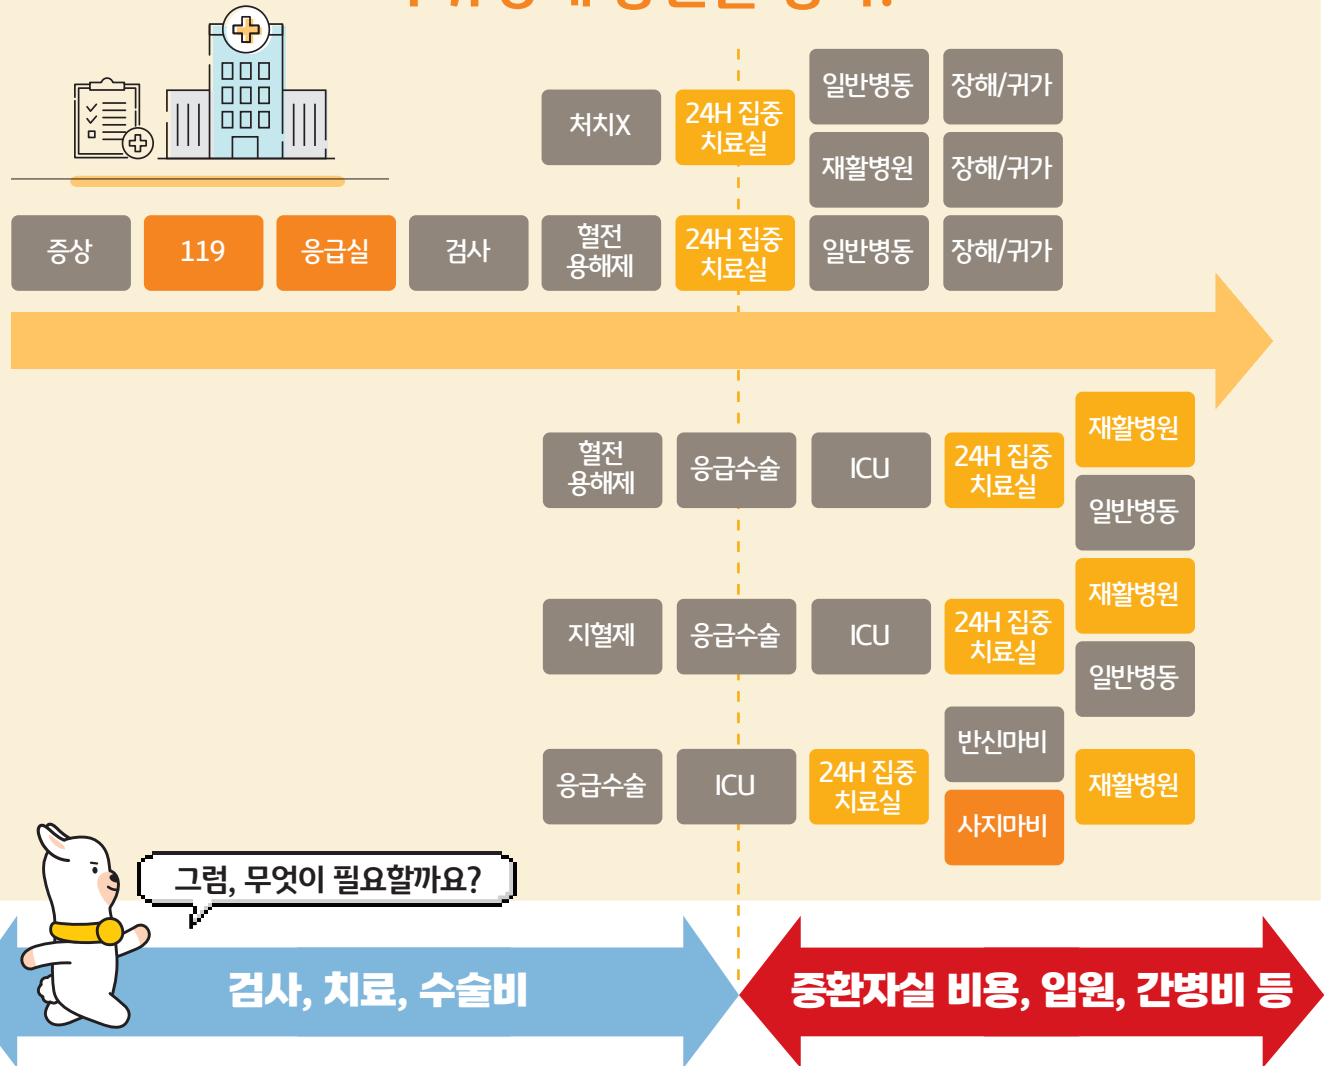 일반병동
장해/귀가
처치X
24H 집중
치료실
재활병원
장해/귀가
증상
119
응급실
검사
혈전
용해제
24H 집중
치료실
일반병동
장해/귀가
재활병원
혈전
용해제
응급수술
ICU
24H 집중
치료실
일반병동
재활병원
지혈제
응급수술
ICU
24H 집중
치료실
일반병동
반신마비
응급수술
ICU
24H 집중
치료실
재활병원
사지마비
그럼, 무엇이 필요할까요?
검사, 치료, 수술비
중환자실 비용, 입원, 간병비 등